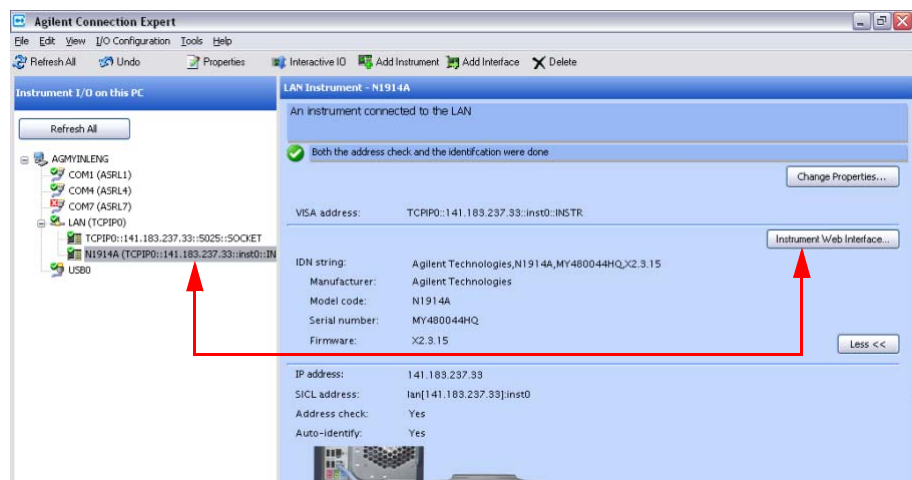 Agilent Connection Expert
File Edit View I/O Configuration Tools Help
Refresh All Undo Properties Interactive IO Add Instrument Add Interface Delete
Instrument I/O on this PC
Refresh All
AGMYINLENG
COM1 (ASRL1)
COM4 (ASRL4)
COM7 (ASRL7)
LAN (TCPIP0)
TCPIP0::141.183.237.33::5025::SOCKET
N1914A (TCPIP0::141.183.237.33::inst0::IN
USB0
LAN Instrument - N1914A
An instrument connected to the LAN
Both the address check and the identifcation were done
Change Properties...
VISA address: TCPIP0::141.183.237.33::inst0::INSTR
Instrument Web Interface...
IDN string: Agilent Technologies,N1914A,MY480044HQ,X2.3.15
Manufacturer: Agilent Technologies
Model code: N1914A
Serial number: MY480044HQ
Firmware: X2.3.15
Less <<
IP address: 141.183.237.33
SICL address: lan[141.183.237.33]:inst0
Address check: Yes
Auto-identify: Yes